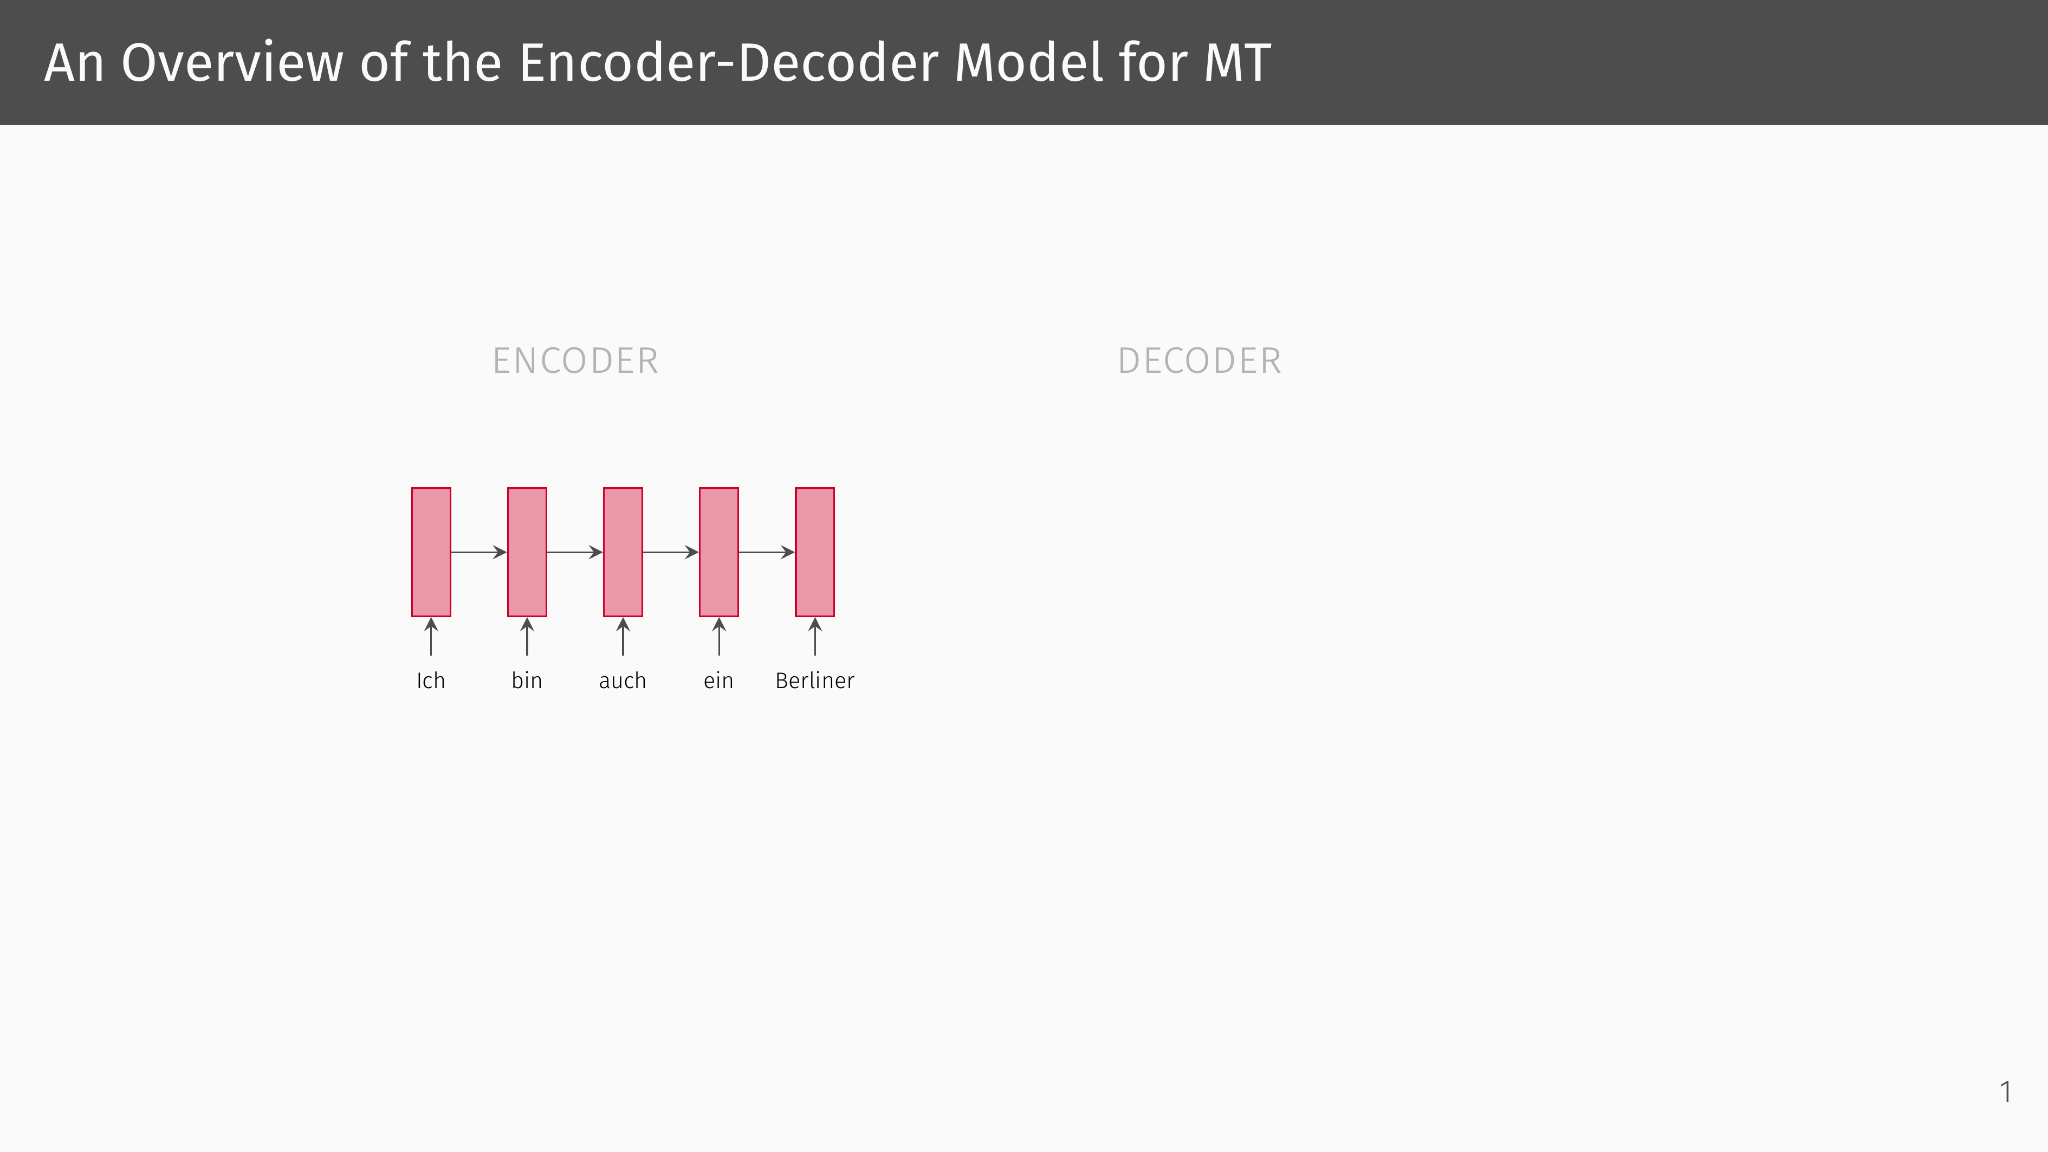 An Overview of the Encoder-Decoder Model for MT
ENCODER DECODER
Ich bin auch ein Berliner
1